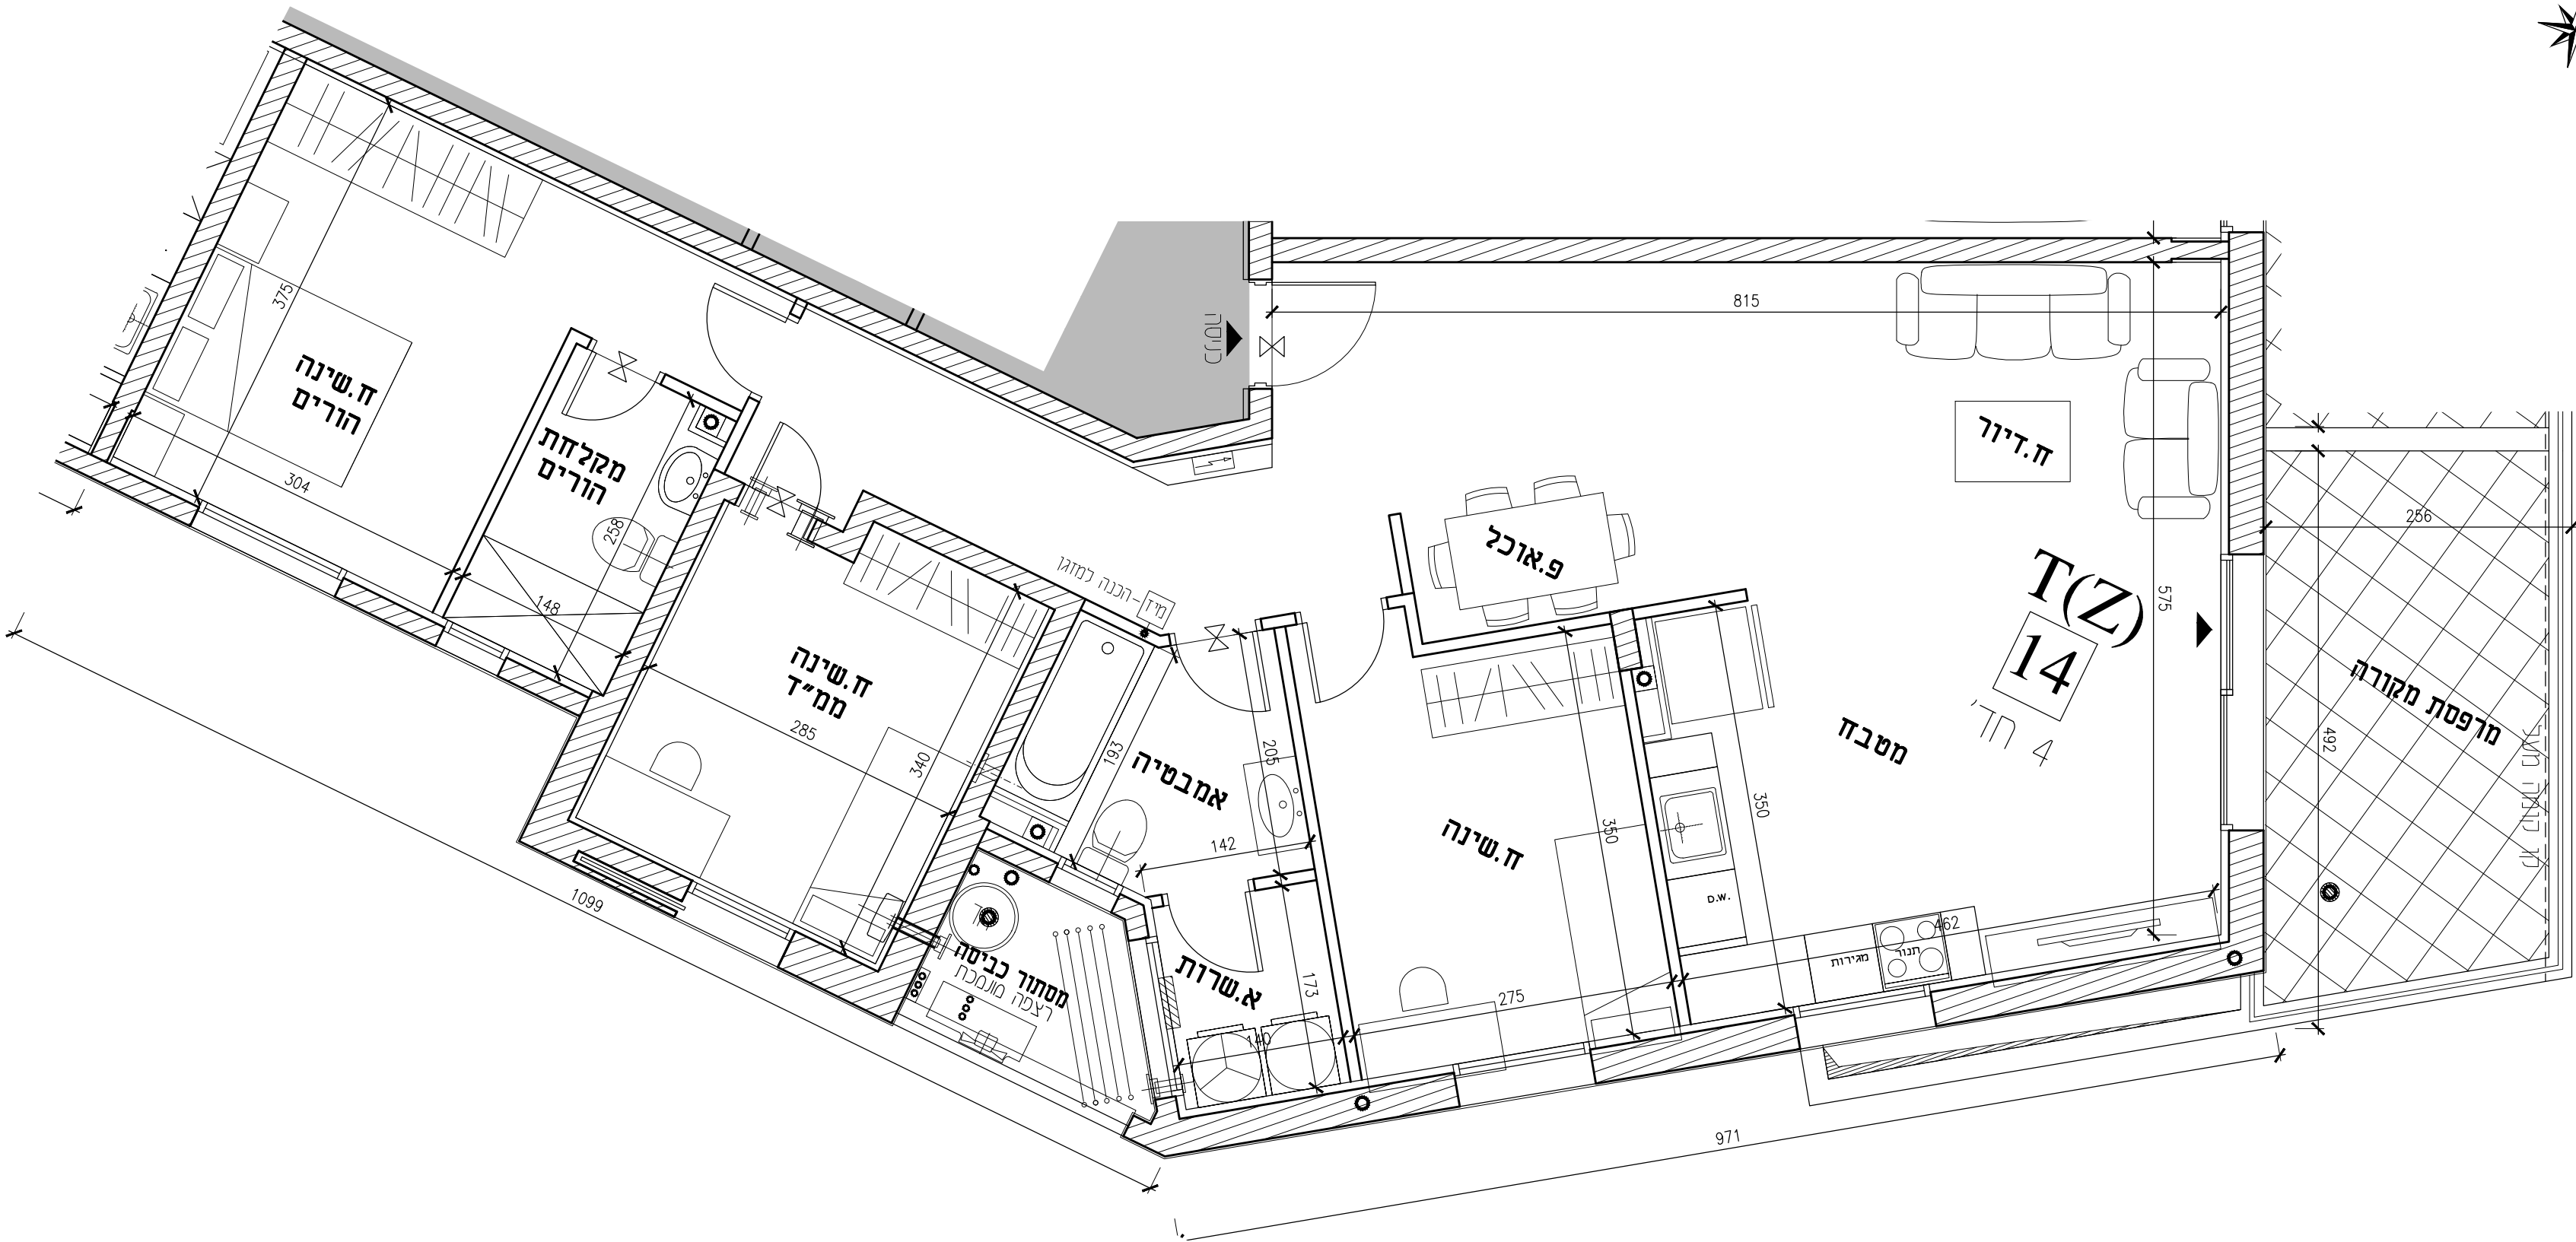 ח.שינה
הורים
375
304
מקלחת
הורים
258
148
ח.שינה
ממ"ד
285
340
1099
מ"ז - הכנה למזגן
193
אמבטיה
205
142
מסתור כביסה
רצפה מונמכת
א.שרות
173
140
כניסה
815
פ.אוכל
ח.שינה
350
275
350
D.W.
מטבח
מגירות
תנור
462
ח.דיור
T(Z)
14
4 חד'
575
256
מרפסת מקורה
492
971